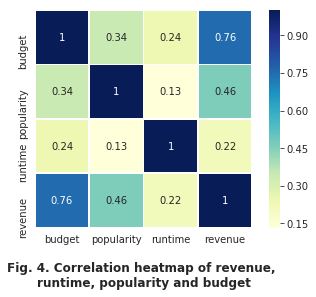 budget 1 0.34 0.24 0.76 0.90
popularity 0.34 1 0.13 0.46 0.75
0.60
0.45
runtime 0.24 0.13 1 0.22 0.30
revenue 0.76 0.46 0.22 1 0.15
budget popularity runtime revenue
Fig. 4. Correlation heatmap of revenue,
runtime, popularity and budget